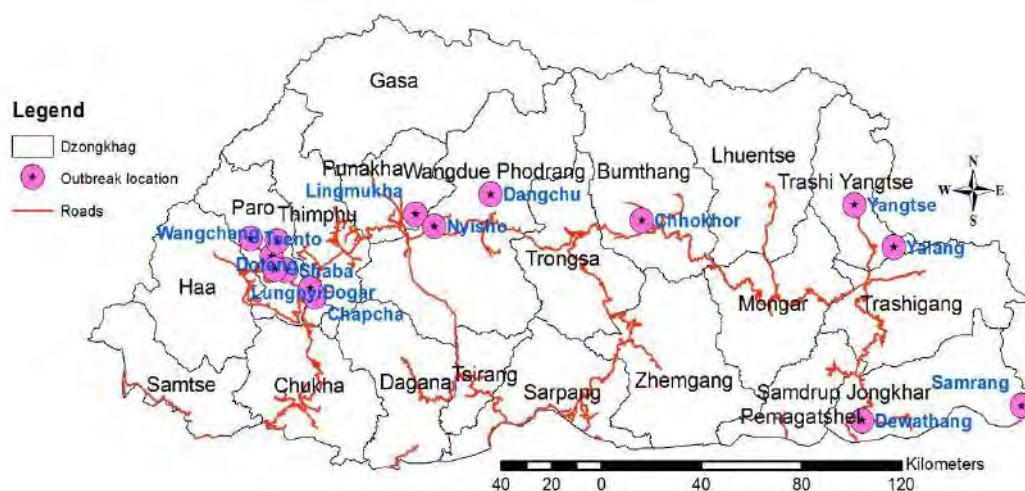 Legend
Dzongkhag
Outbreak location
Roads
Gasa
Punakha
Lingmukha
Wangdue Phodrang
Dangchu
Bumthang
Lhuentse
Trashi Yangtse
Yangtse
N
W E
S
Paro
Thimphu
Wangchang
Tsento
Nyisho
Chhokhor
Yalang
Doteng
Shaba
Trongsa
Haa
Lungnyi
Dogar
Chapcha
Mongar
Trashigang
Samtse
Chukha
Dagana
Tsirang
Sarpang
Zhemgang
Samdrup Jongkhar
Samrang
Pemagatshel
Dewathang
Kilometers
40 20 0 40 80 120